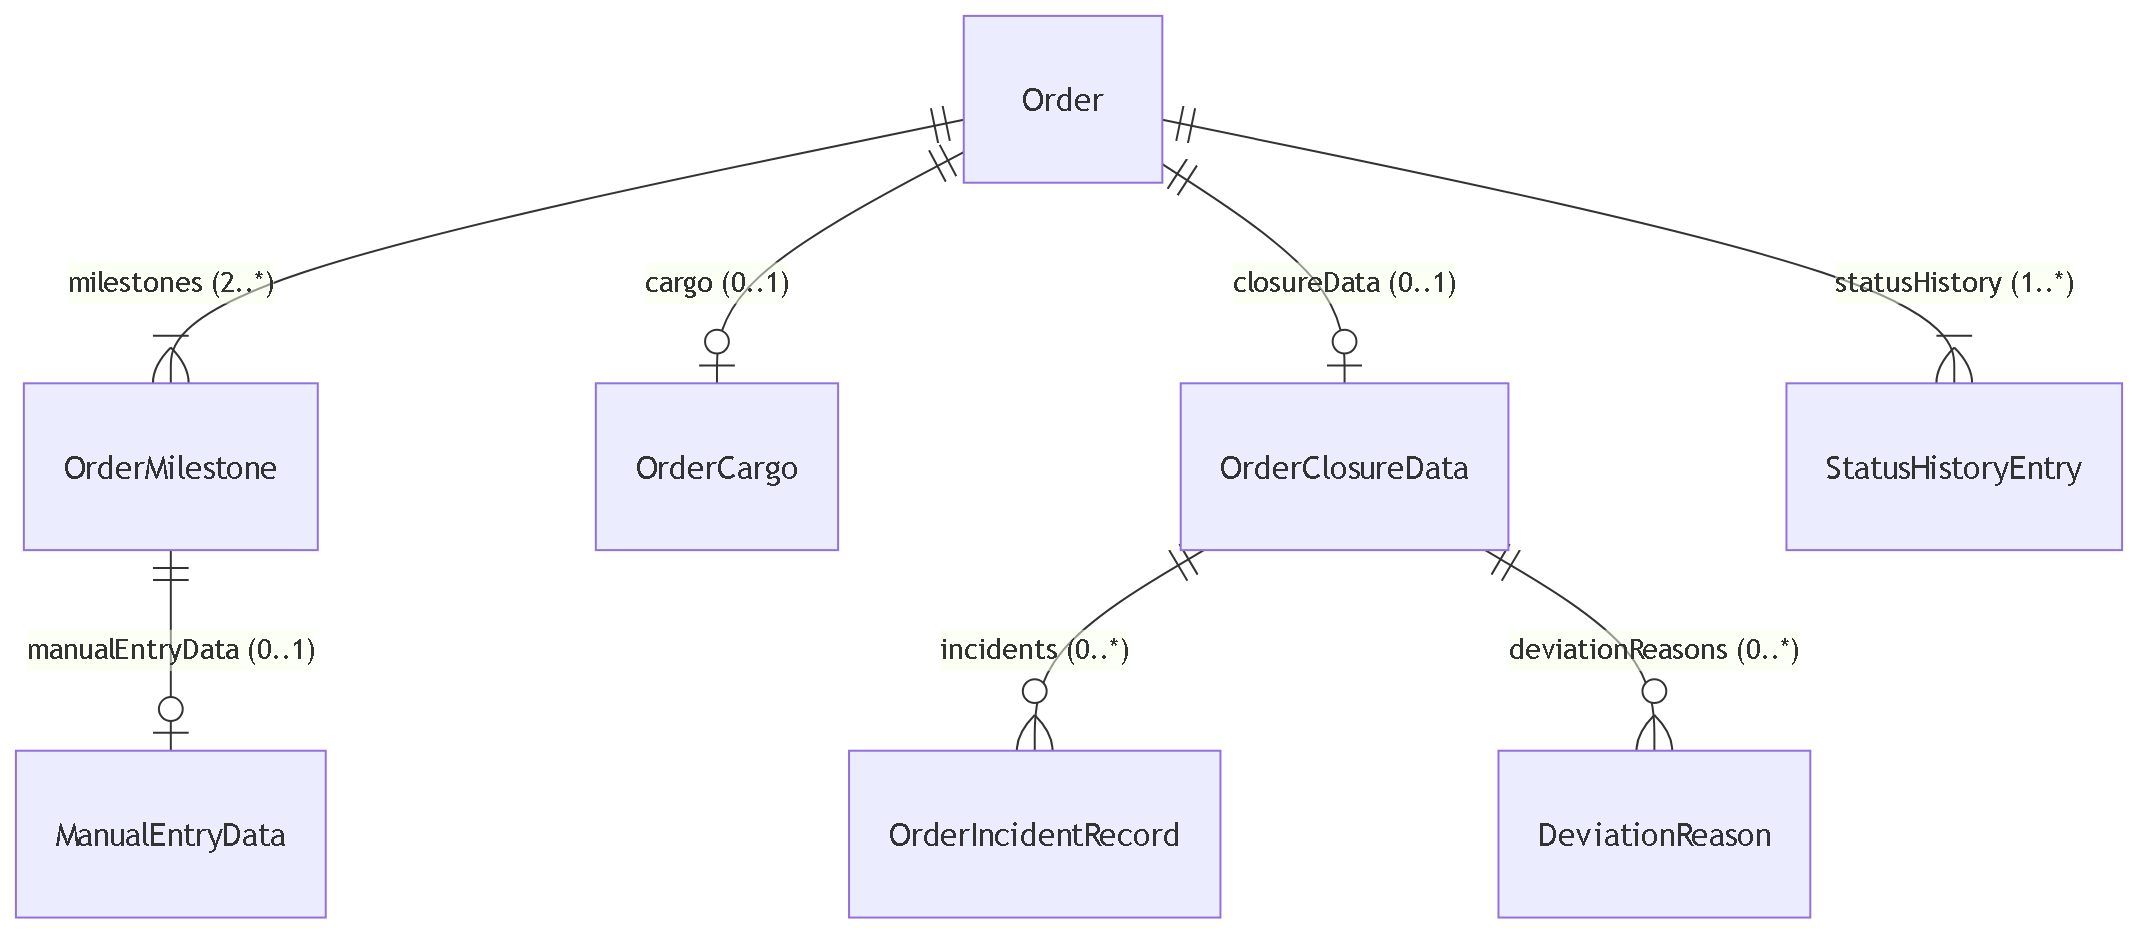 Order
milestones (2..*)
cargo (0..1)
closureData (0..1)
statusHistory (1..*)
OrderMilestone
OrderCargo
OrderClosureData
StatusHistoryEntry
manualEntryData (0..1)
incidents (0..*)
deviationReasons (0..*)
ManualEntryData
OrderIncidentRecord
DeviationReason